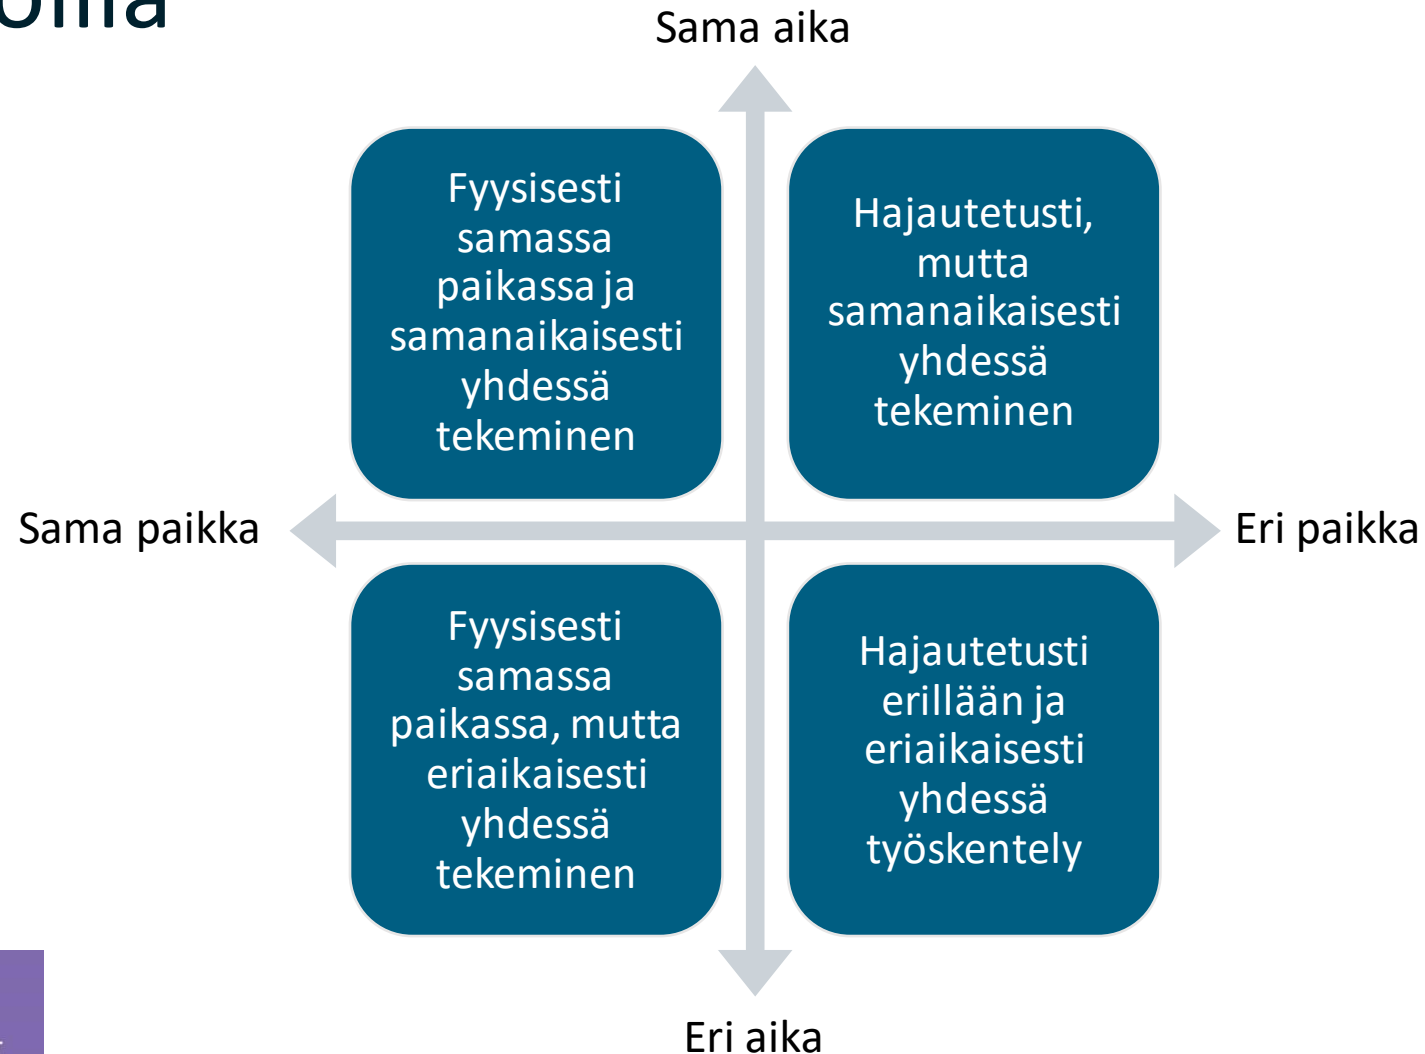 Sama aika
Fyysisesti
samassa
paikassa ja
samanaikaisesti
yhdessä
tekeminen
Hajautetusti,
mutta
samanaikaisesti
yhdessä
tekeminen
Sama paikka
Eri paikka
Fyysisesti
samassa
paikassa, mutta
eriaikaisesti
yhdessä
tekeminen
Hajautetusti
erillään ja
eriaikaisesti
yhdessä
työskentely
Eri aika